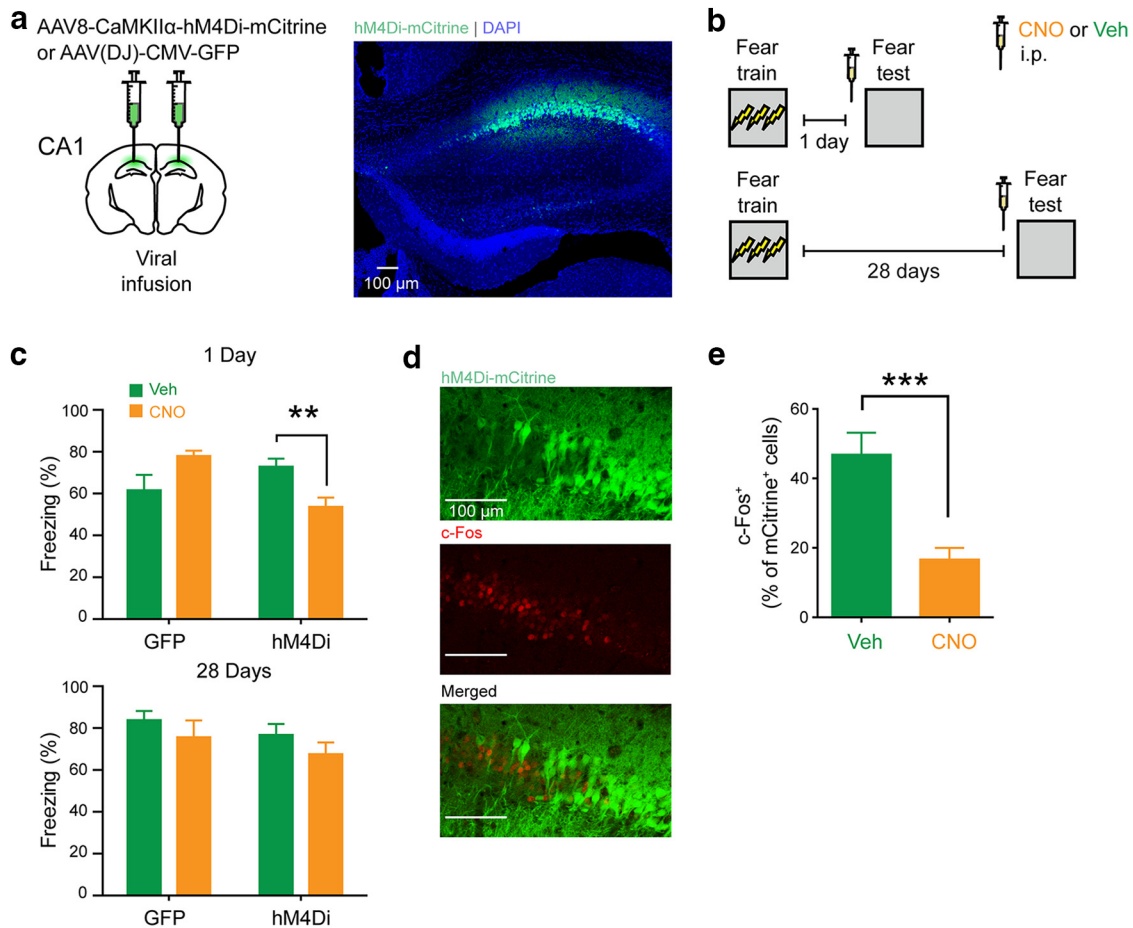 a
AAV8-CaMKIIα-hM4Di-mCitrine
or AAV(DJ)-CMV-GFP
CA1
Viral
infusion
hM4Di-mCitrine | DAPI
100 µm
b
Fear
train
1 day
Fear
test
CNO or Veh
i.p.
Fear
train
28 days
Fear
test
c
1 Day
Veh
CNO
Freezing (%)
100
80
60
40
20
0
**
GFP
hM4Di
28 Days
Freezing (%)
100
80
60
40
20
0
GFP
hM4Di
d
hM4Di-mCitrine
100 µm
c-Fos
Merged
e
***
c-Fos⁺
(% of mCitrine⁺ cells)
60
40
20
0
Veh
CNO